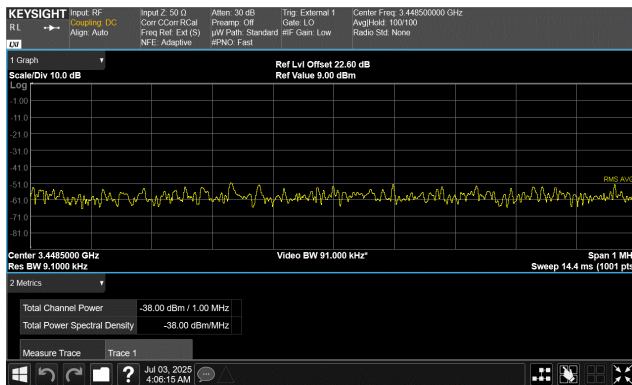 KEYSIGHT
RL
LXI
Input: RF
Coupling: DC
Align: Auto
Input Z: 50 Ω
Corr CCorr RCal
Freq Ref: Ext (S)
NFE: Adaptive
Atten: 30 dB
Preamp: Off
µW Path: Standard
#PNO: Fast
Trig: External 1
Gate: LO
#IF Gain: Low
Center Freq: 3.448500000 GHz
Avg|Hold: 100/100
Radio Std: None
1 Graph
Scale/Div 10.0 dB
Ref Lvl Offset 22.60 dB
Ref Value 9.00 dBm
Log
-1.00
-11.0
-21.0
-31.0
-41.0
-51.0
-61.0
-71.0
-81.0
RMS AVG
Center 3.4485000 GHz
Res BW 9.1000 kHz
Video BW 91.000 kHz*
Span 1 MH
Sweep 14.4 ms (1001 pts
2 Metrics
Total Channel Power -38.00 dBm / 1.00 MHz
Total Power Spectral Density -38.00 dBm/MHz
Measure Trace Trace 1
?
Jul 03, 2025
4:06:15 AM